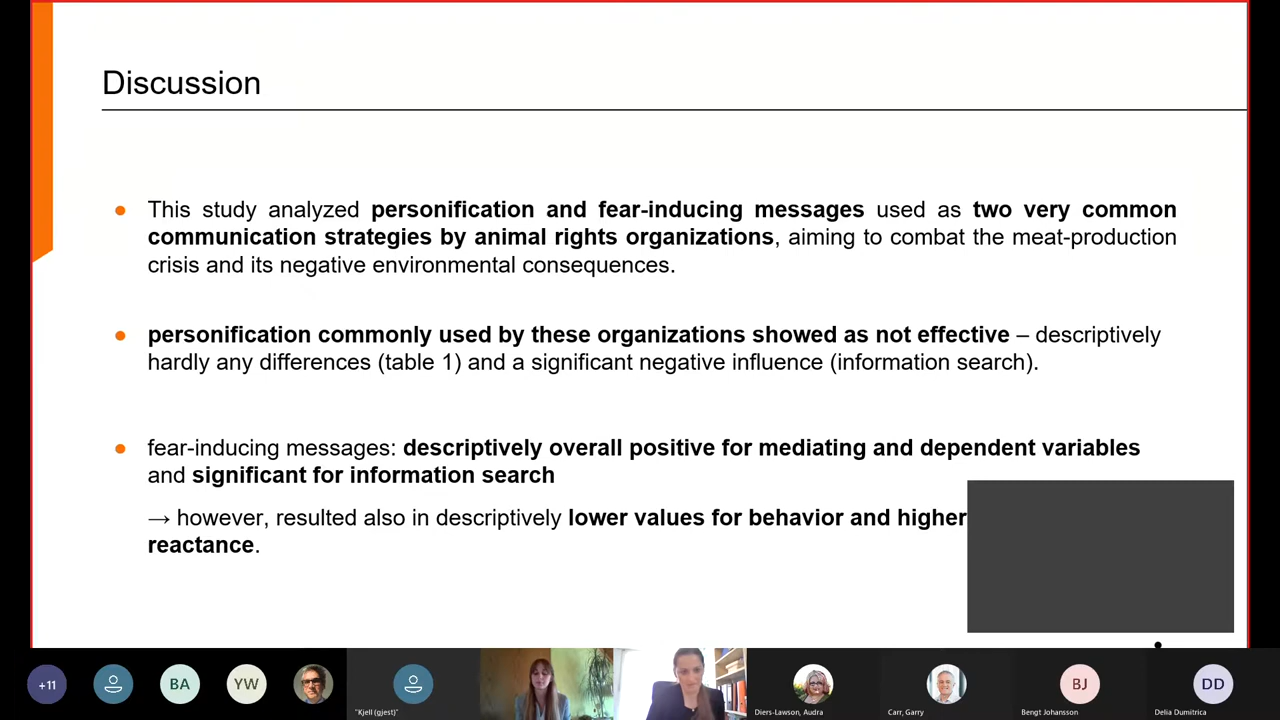 Discussion
● This study analyzed personification and fear-inducing messages used as two very common
communication strategies by animal rights organizations, aiming to combat the meat-production
crisis and its negative environmental consequences.
● personification commonly used by these organizations showed as not effective – descriptively
hardly any differences (table 1) and a significant negative influence (information search).
● fear-inducing messages: descriptively overall positive for mediating and dependent variables
and significant for information search
→ however, resulted also in descriptively lower values for behavior and higher
reactance.
+11
BA
YW
"Kjell (gjest)"
Diers-Lawson, Audra
Carr, Garry
BJ
Bengt Johansson
DD
Delia Dumitrica